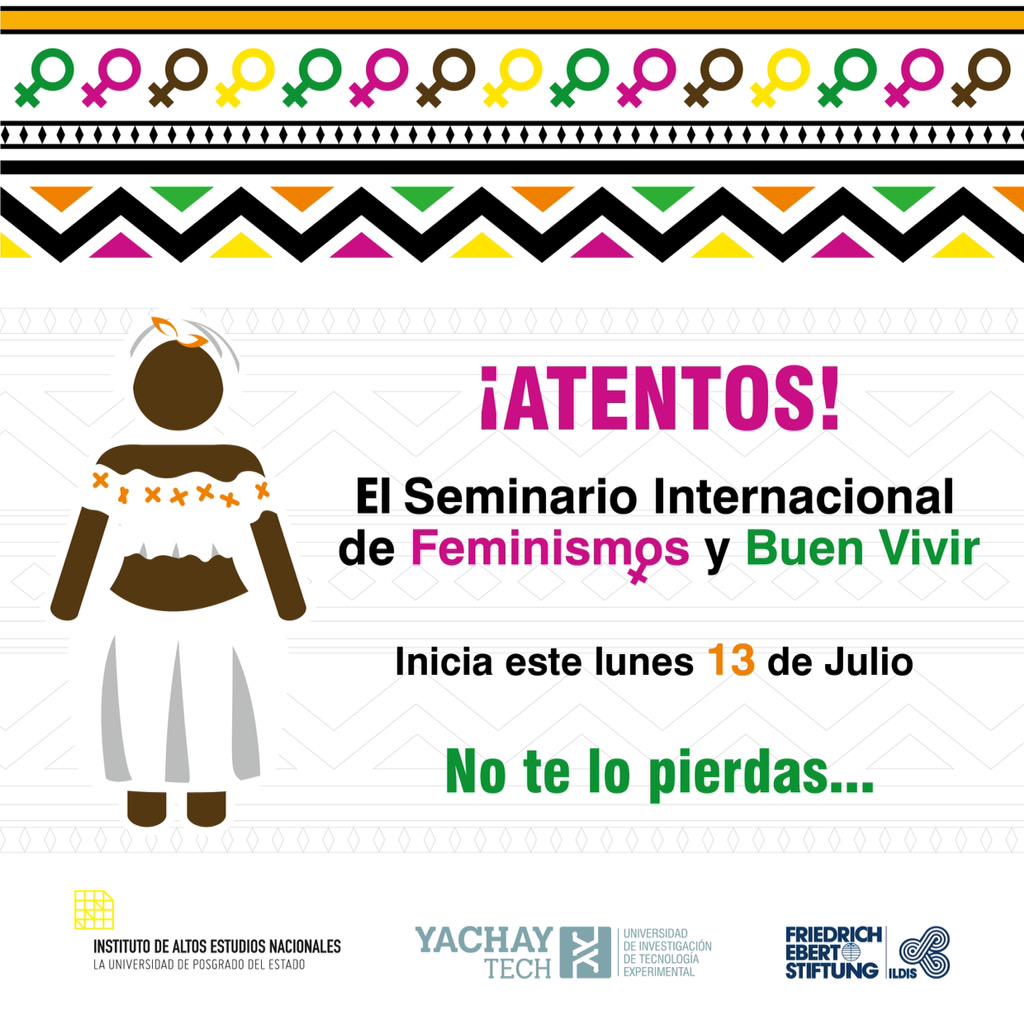 ¡ATENTOS!
El Seminario Internacional
de Feminismos y Buen Vivir
Inicia este lunes 13 de Julio
No te lo pierdas...
INSTITUTO DE ALTOS ESTUDIOS NACIONALES
LA UNIVERSIDAD DE POSGRADO DEL ESTADO
YACHAY
TECH
UNIVERSIDAD
DE INVESTIGACIÓN
DE TECNOLOGÍA
EXPERIMENTAL
FRIEDRICH
EBERT
STIFTUNG
ILDIS